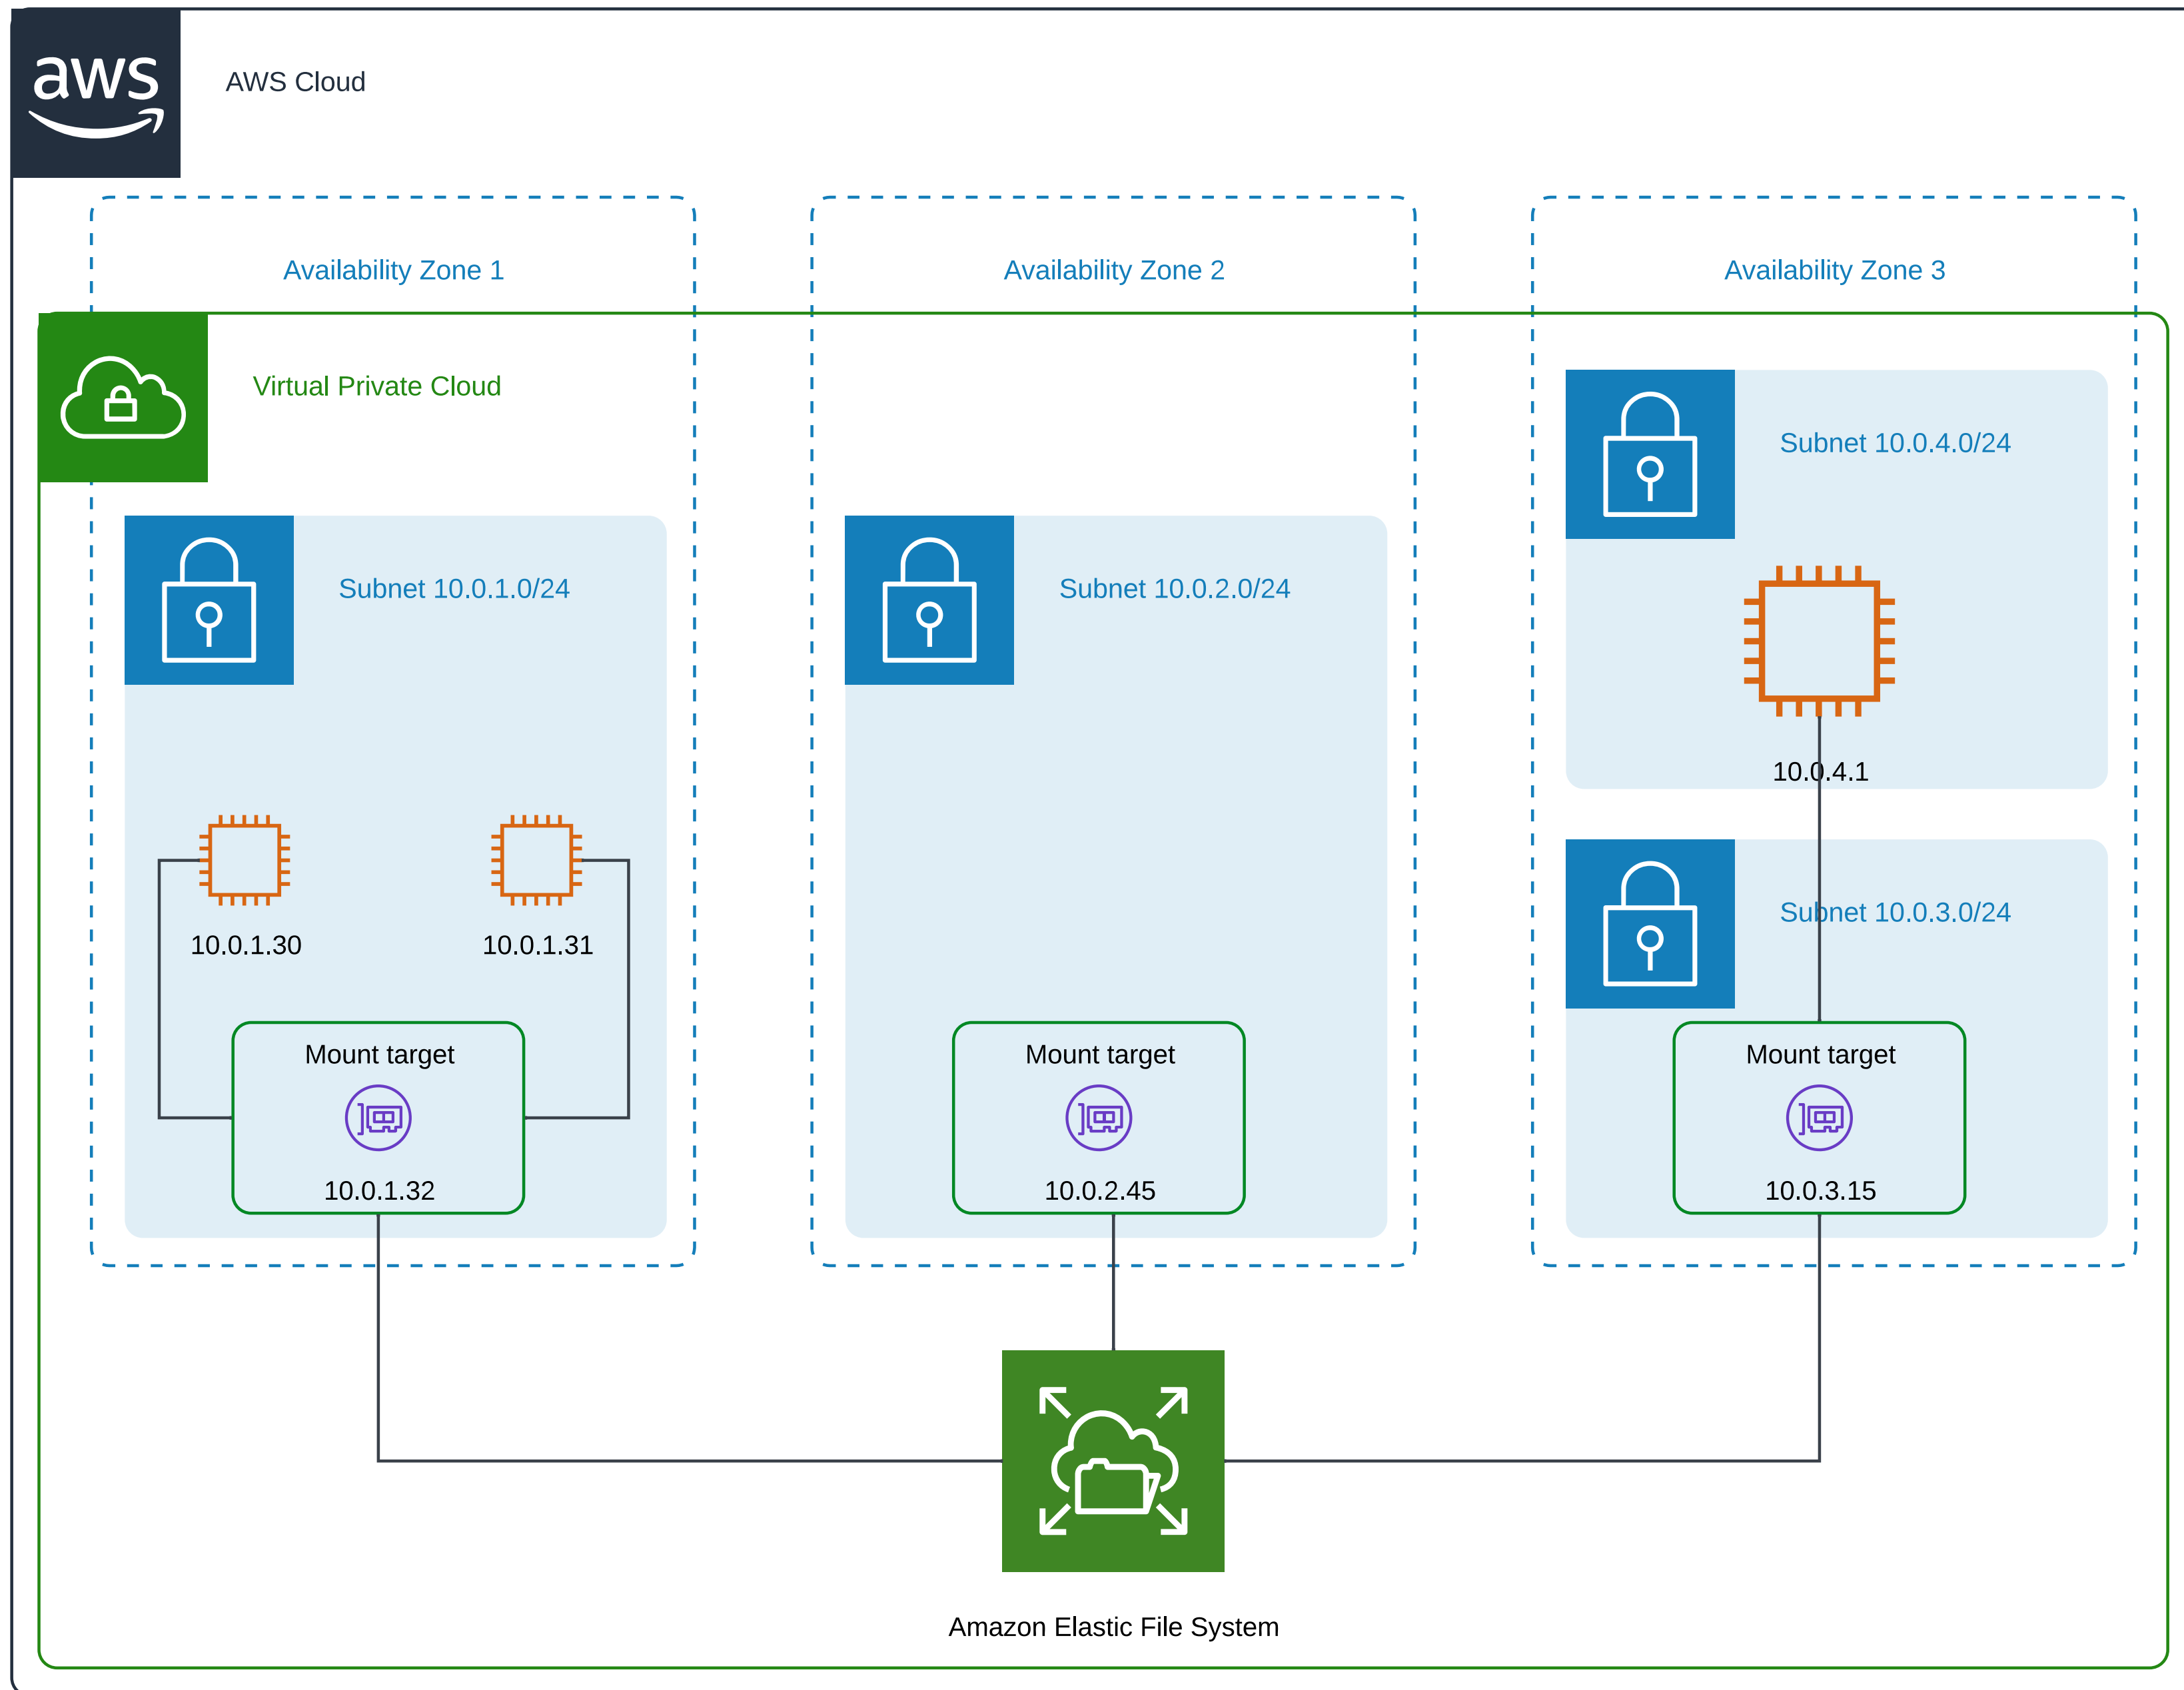 aws
AWS Cloud
Availability Zone 1
Availability Zone 2
Availability Zone 3
Virtual Private Cloud
Subnet 10.0.4.0/24
10.0.4.1
Subnet 10.0.1.0/24
Subnet 10.0.2.0/24
Subnet 10.0.3.0/24
10.0.1.30
10.0.1.31
Mount target
10.0.1.32
Mount target
10.0.2.45
Mount target
10.0.3.15
Amazon Elastic File System